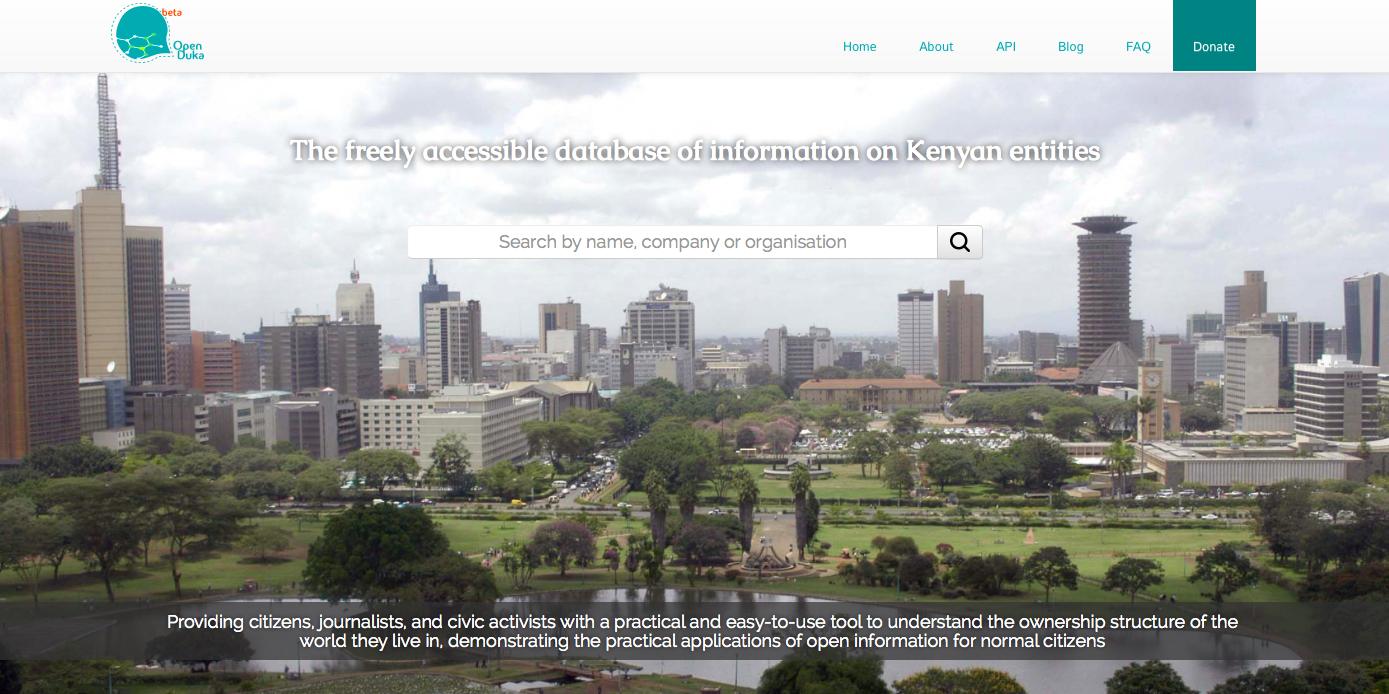 beta
Open
Duka
Home
About
API
Blog
FAQ
Donate
The freely accessible database of information on Kenyan entities
Search by name, company or organisation
Providing citizens, journalists, and civic activists with a practical and easy-to-use tool to understand the ownership structure of the
world they live in, demonstrating the practical applications of open information for normal citizens